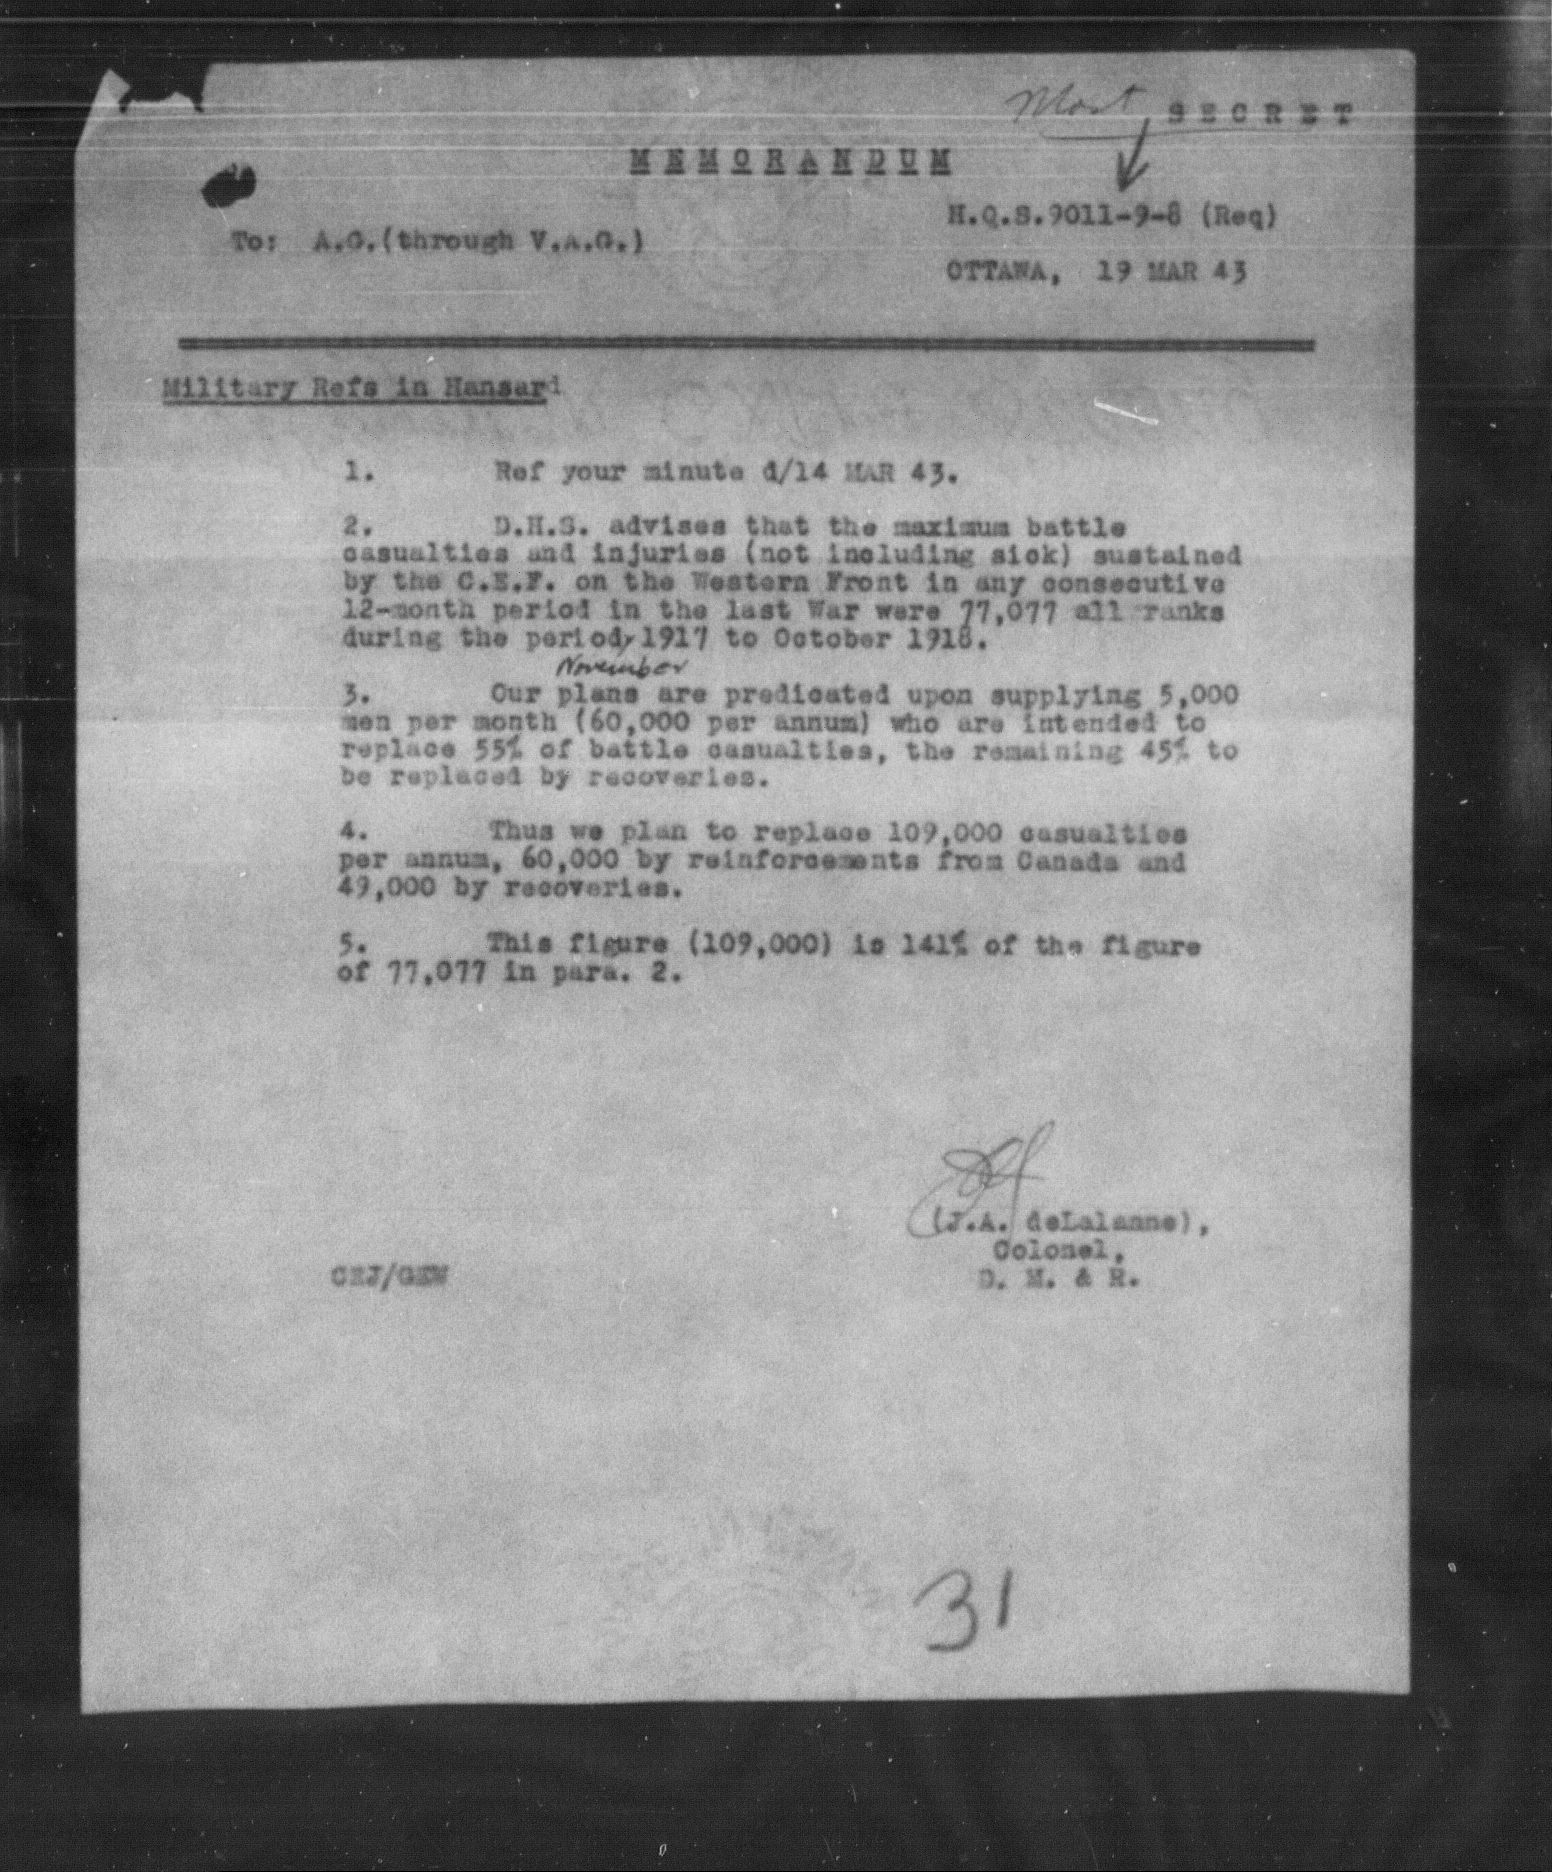 Most SECRET
MEMORANDUM
H.Q.S.9011-9-8 (Req)
To: A.G.(through V.A.G.)
OTTAWA, 19 MAR 43
Military Refs in Hansard
1. Ref your minute d/14 MAR 43.
2. D.H.S. advises that the maximum battle
casualties and injuries (not including sick) sustained
by the C.E.F. on the Western Front in any consecutive
12-month period in the last War were 77,077 all ranks
during the period, 1917 to October 1918.
November
3. Our plans are predicated upon supplying 5,000
men per month (60,000 per annum) who are intended to
replace 55% of battle casualties, the remaining 45% to
be replaced by recoveries.
4. Thus we plan to replace 109,000 casualties
per annum, 60,000 by reinforcements from Canada and
49,000 by recoveries.
5. This figure (109,000) is 141% of the figure
of 77,077 in para. 2.
(J.A. deLalanne),
Colonel,
CEJ/GEW
D. M. & R.
31